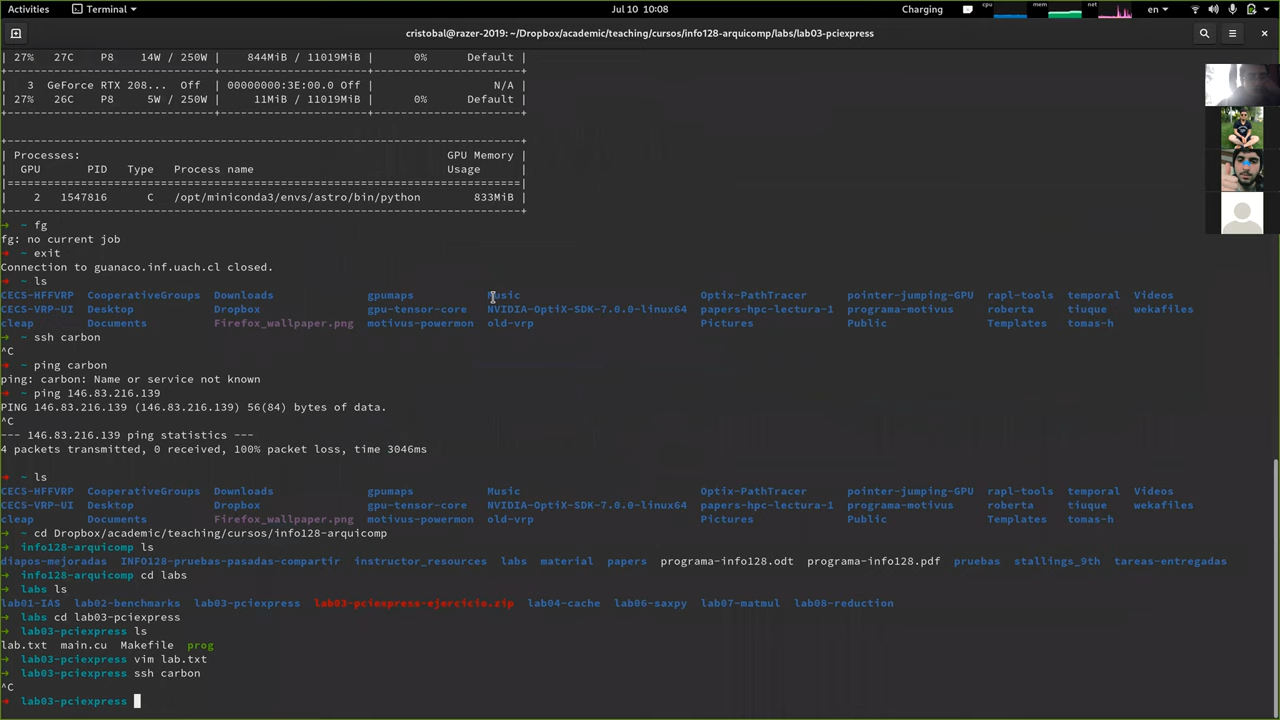 Activities Terminal Jul 10 10:08 Charging cpu mem net en
cristobal@razer-2019: ~/Dropbox/academic/teaching/cursos/info128-arquicomp/labs/lab03-pciexpress
| 27% 27C P8 14W / 250W | 844MiB / 11019MiB | 0% Default |
| 3 GeForce RTX 208... Off | 00000000:3E:00.0 Off | N/A |
| 27% 26C P8 5W / 250W | 11MiB / 11019MiB | 0% Default |
| Processes: GPU Memory |
| GPU PID Type Process name Usage |
| 2 1547816 C /opt/miniconda3/envs/astro/bin/python 833MiB |
➜ ~ fg
fg: no current job
➜ ~ exit
Connection to guanaco.inf.uach.cl closed.
➜ ~ ls
CECS-HFFVRP CooperativeGroups Downloads gpumaps Music Optix-PathTracer pointer-jumping-GPU rapl-tools temporal Videos
CECS-VRP-UI Desktop Dropbox gpu-tensor-core NVIDIA-OptiX-SDK-7.0.0-linux64 papers-hpc-lectura-1 programa-motivus roberta tiuque wekafiles
cleap Documents Firefox_wallpaper.png motivus-powermon old-vrp Pictures Public Templates tomas-h
➜ ~ ssh carbon
^C
➜ ~ ping carbon
ping: carbon: Name or service not known
➜ ~ ping 146.83.216.139
PING 146.83.216.139 (146.83.216.139) 56(84) bytes of data.
^C
--- 146.83.216.139 ping statistics ---
4 packets transmitted, 0 received, 100% packet loss, time 3046ms
➜ ~ ls
CECS-HFFVRP CooperativeGroups Downloads gpumaps Music Optix-PathTracer pointer-jumping-GPU rapl-tools temporal Videos
CECS-VRP-UI Desktop Dropbox gpu-tensor-core NVIDIA-OptiX-SDK-7.0.0-linux64 papers-hpc-lectura-1 programa-motivus roberta tiuque wekafiles
cleap Documents Firefox_wallpaper.png motivus-powermon old-vrp Pictures Public Templates tomas-h
➜ ~ cd Dropbox/academic/teaching/cursos/info128-arquicomp
➜ info128-arquicomp ls
diapos-mejoradas INFO128-pruebas-pasadas-compartir instructor_resources labs material papers programa-info128.odt programa-info128.pdf pruebas stallings_9th tareas-entregadas
➜ info128-arquicomp cd labs
➜ labs ls
lab01-IAS lab02-benchmarks lab03-pciexpress lab03-pciexpress-ejercicio.zip lab04-cache lab06-saxpy lab07-matmul lab08-reduction
➜ labs cd lab03-pciexpress
➜ lab03-pciexpress ls
lab.txt main.cu Makefile prog
➜ lab03-pciexpress vim lab.txt
➜ lab03-pciexpress ssh carbon
^C
➜ lab03-pciexpress